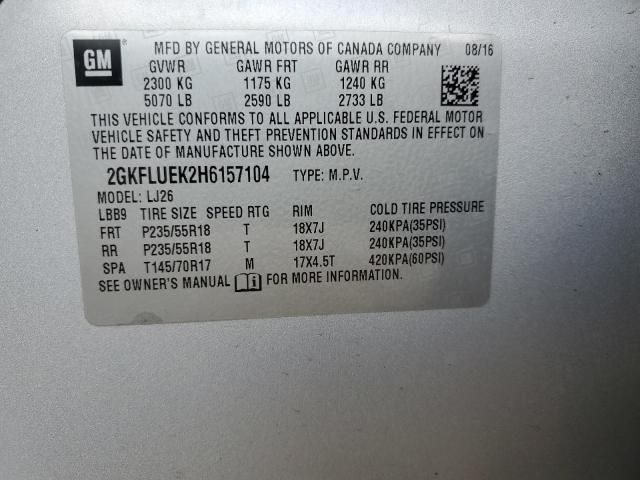 GM
MFD BY GENERAL MOTORS OF CANADA COMPANY 08/16
GVWR GAWR FRT GAWR RR
2300 KG 1175 KG 1240 KG
5070 LB 2590 LB 2733 LB
THIS VEHICLE CONFORMS TO ALL APPLICABLE U.S. FEDERAL MOTOR
VEHICLE SAFETY AND THEFT PREVENTION STANDARDS IN EFFECT ON
THE DATE OF MANUFACTURE SHOWN ABOVE.
2GKFLUEK2H6157104 TYPE: M.P.V.
MODEL: LJ26
LBB9 TIRE SIZE SPEED RTG RIM COLD TIRE PRESSURE
FRT P235/55R18 T 18X7J 240KPA(35PSI)
RR P235/55R18 T 18X7J 240KPA(35PSI)
SPA T145/70R17 M 17X4.5T 420KPA(60PSI)
SEE OWNER'S MANUAL i FOR MORE INFORMATION.